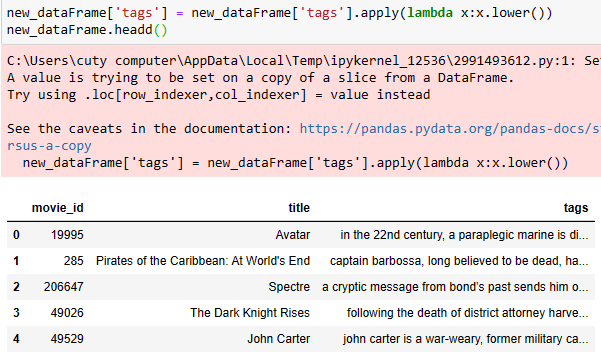 new_dataFrame['tags'] = new_dataFrame['tags'].apply(lambda x:x.lower())
new_dataFrame.headd()
C:\Users\cuty computer\AppData\Local\Temp\ipykernel_12536\2991493612.py:1: Se
A value is trying to be set on a copy of a slice from a DataFrame.
Try using .loc[row_indexer,col_indexer] = value instead
See the caveats in the documentation: https://pandas.pydata.org/pandas-docs/s
rsus-a-copy
new_dataFrame['tags'] = new_dataFrame['tags'].apply(lambda x:x.lower())
movie_id title tags
0 19995 Avatar in the 22nd century, a paraplegic marine is di...
1 285 Pirates of the Caribbean: At World's End captain barbossa, long believed to be dead, ha...
2 206647 Spectre a cryptic message from bond's past sends him o...
3 49026 The Dark Knight Rises following the death of district attorney harve...
4 49529 John Carter john carter is a war-weary, former military ca...